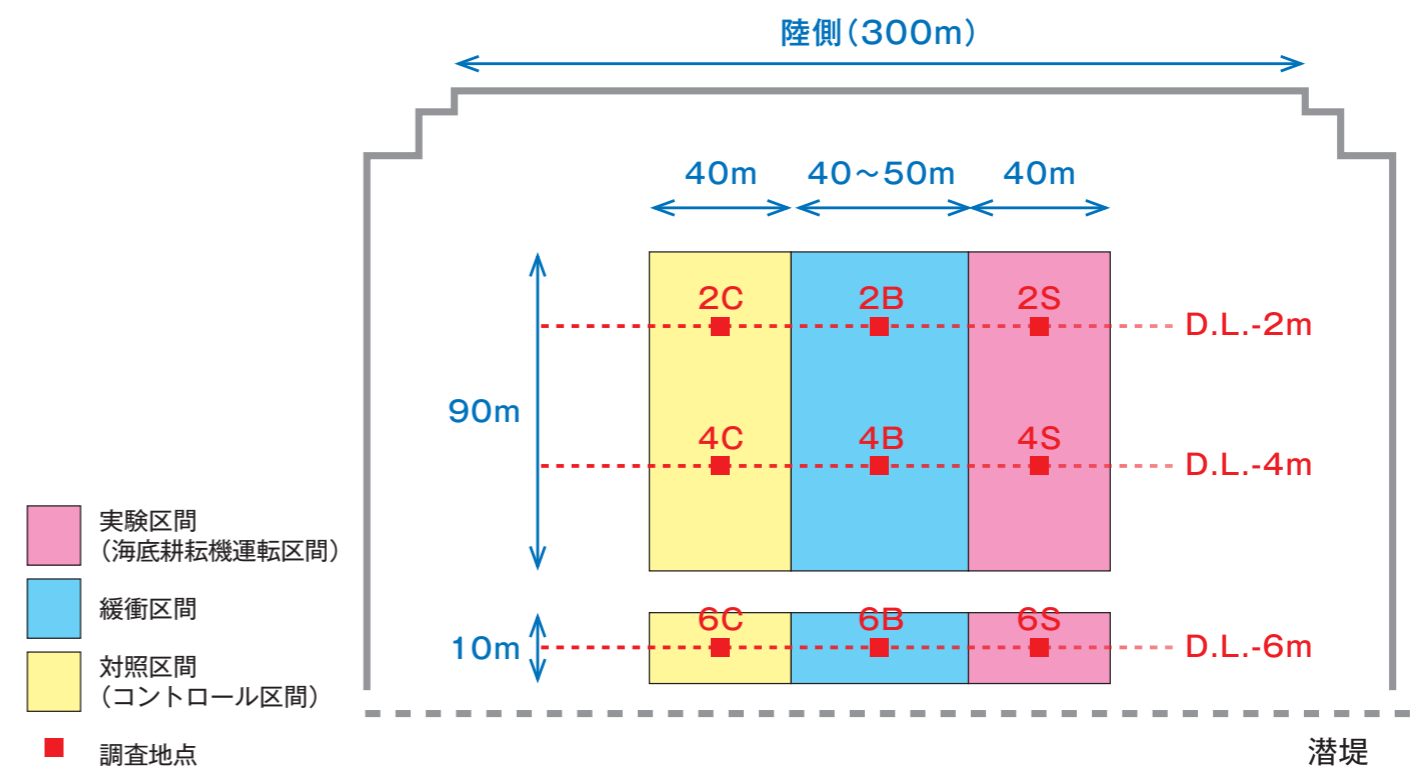 陸側(300m)
40m
40～50m
40m
2C
2B
2S
D.L.-2m
90m
4C
4B
4S
D.L.-4m
6C
6B
6S
10m
D.L.-6m
潜堤
実験区間
（海底耕耘機運転区間）
緩衝区間
対照区間
（コントロール区間）
調査地点